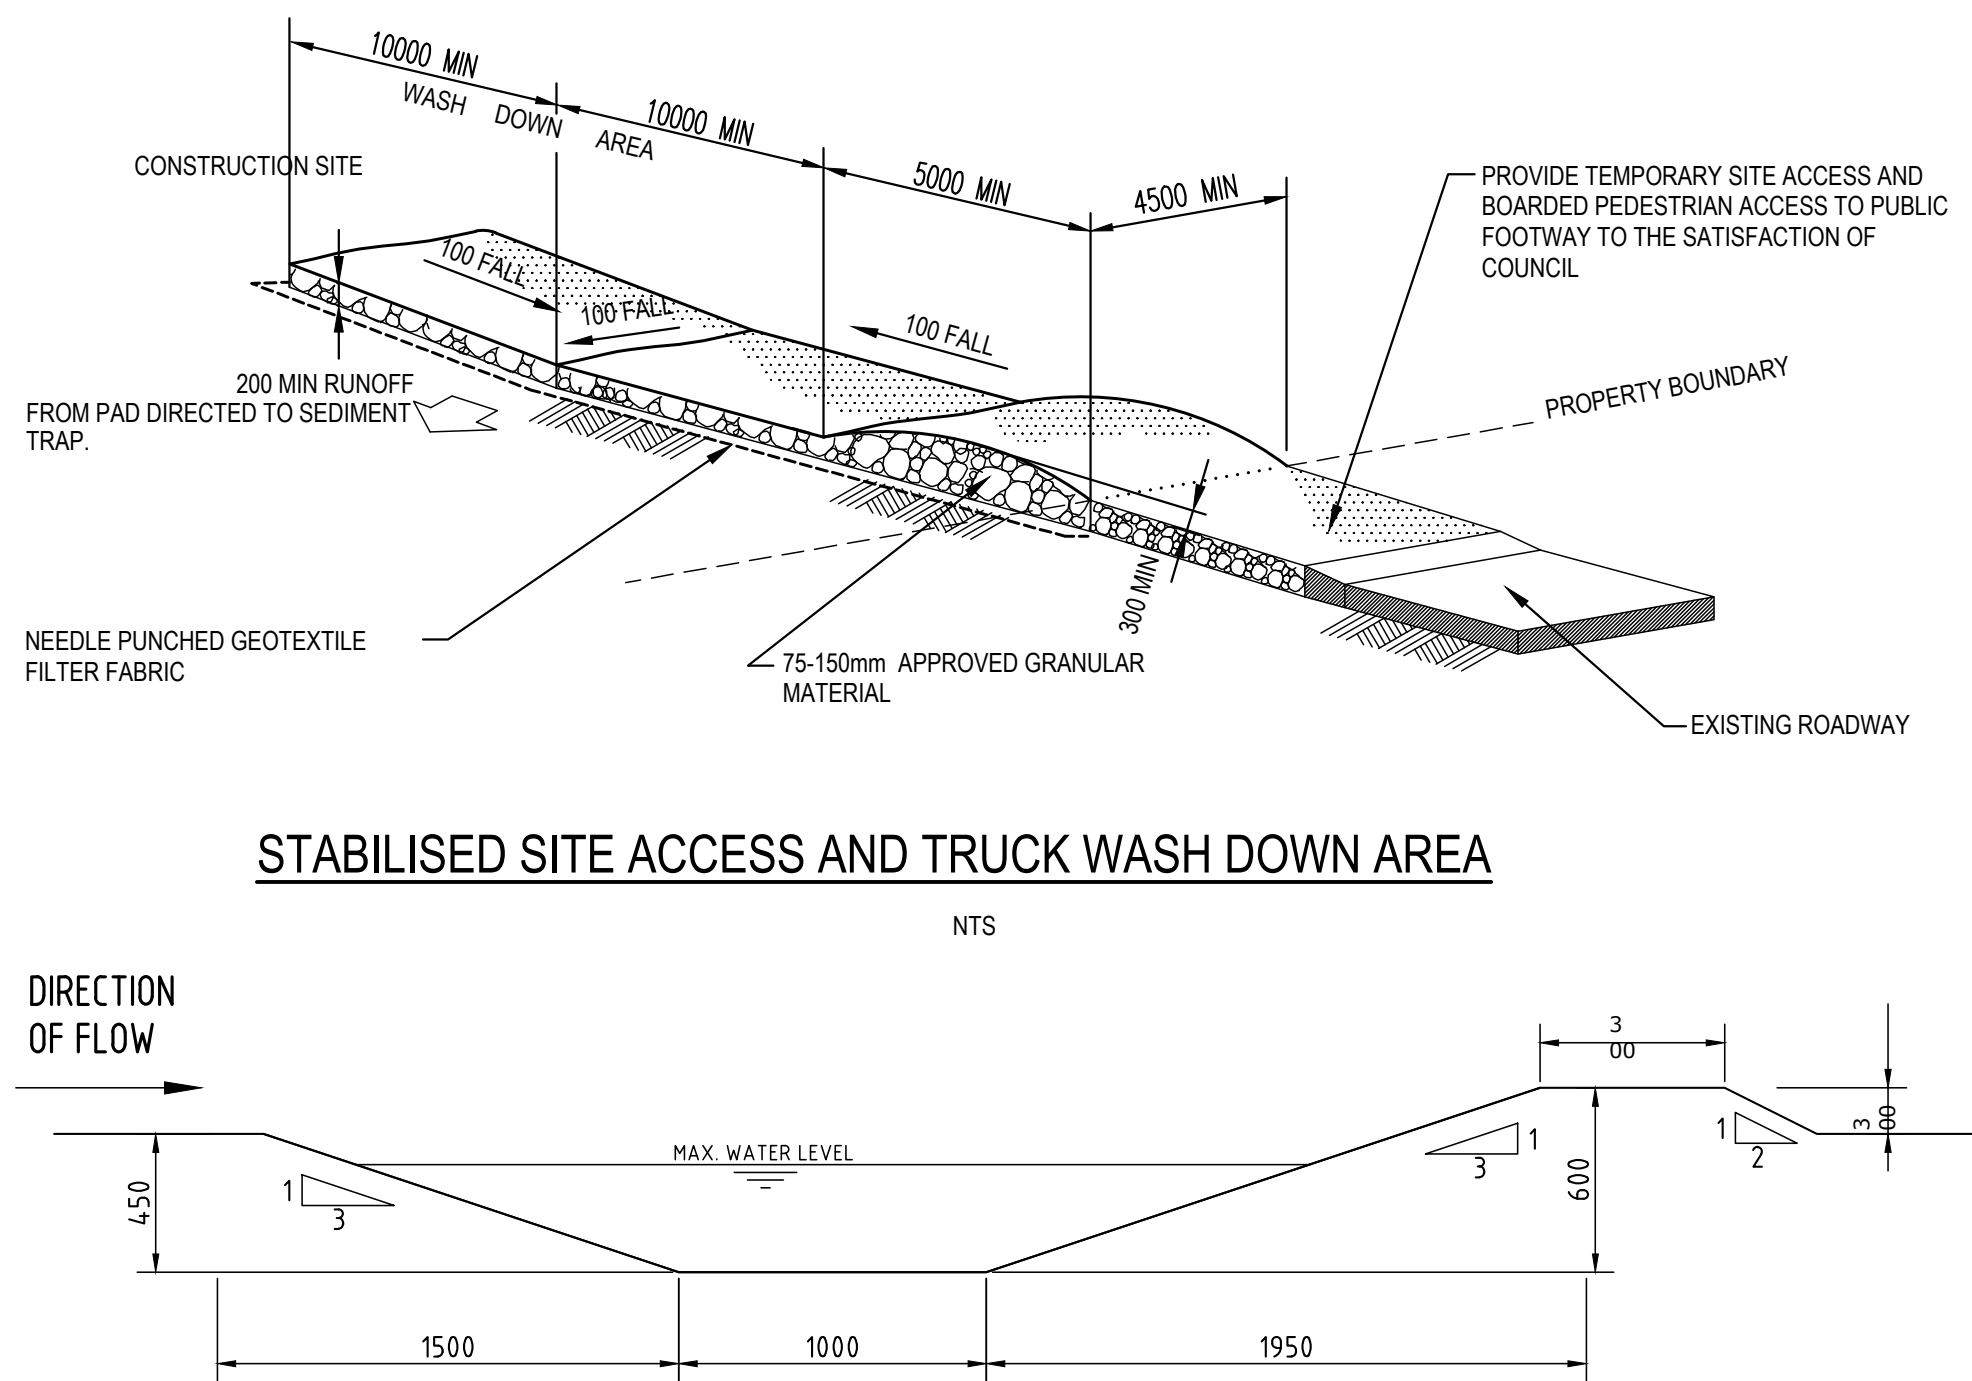 10000 MIN
WASH DOWN AREA
10000 MIN
5000 MIN
4500 MIN
CONSTRUCTION SITE
PROVIDE TEMPORARY SITE ACCESS AND
BOARDED PEDESTRIAN ACCESS TO PUBLIC
FOOTWAY TO THE SATISFACTION OF
COUNCIL
100 FALL
100 FALL
100 FALL
PROPERTY BOUNDARY
200 MIN RUNOFF
FROM PAD DIRECTED TO SEDIMENT
TRAP.
300 MIN
NEEDLE PUNCHED GEOTEXTILE
FILTER FABRIC
75-150mm APPROVED GRANULAR
MATERIAL
EXISTING ROADWAY
STABILISED SITE ACCESS AND TRUCK WASH DOWN AREA
NTS
DIRECTION
OF FLOW
3
00
MAX. WATER LEVEL
450
1
3
1
3
600
1
2
3
00
1500
1000
1950